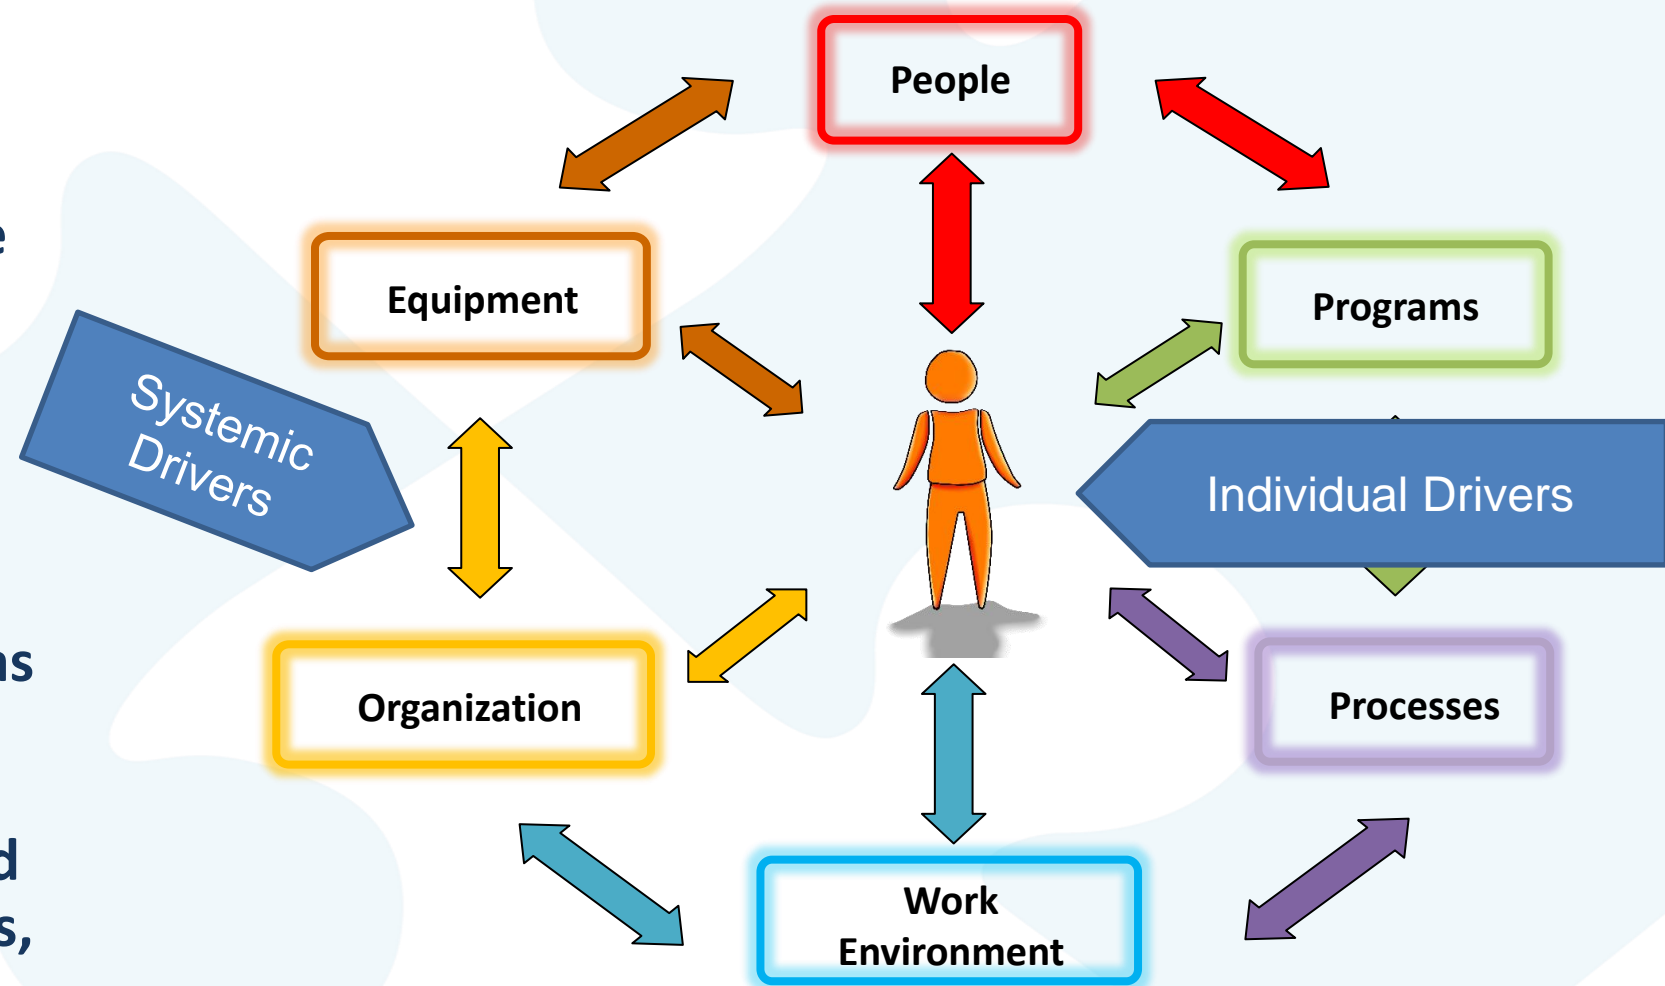 People
Equipment
Programs
Systemic
Drivers
Individual Drivers
Organization
Processes
Work
Environment